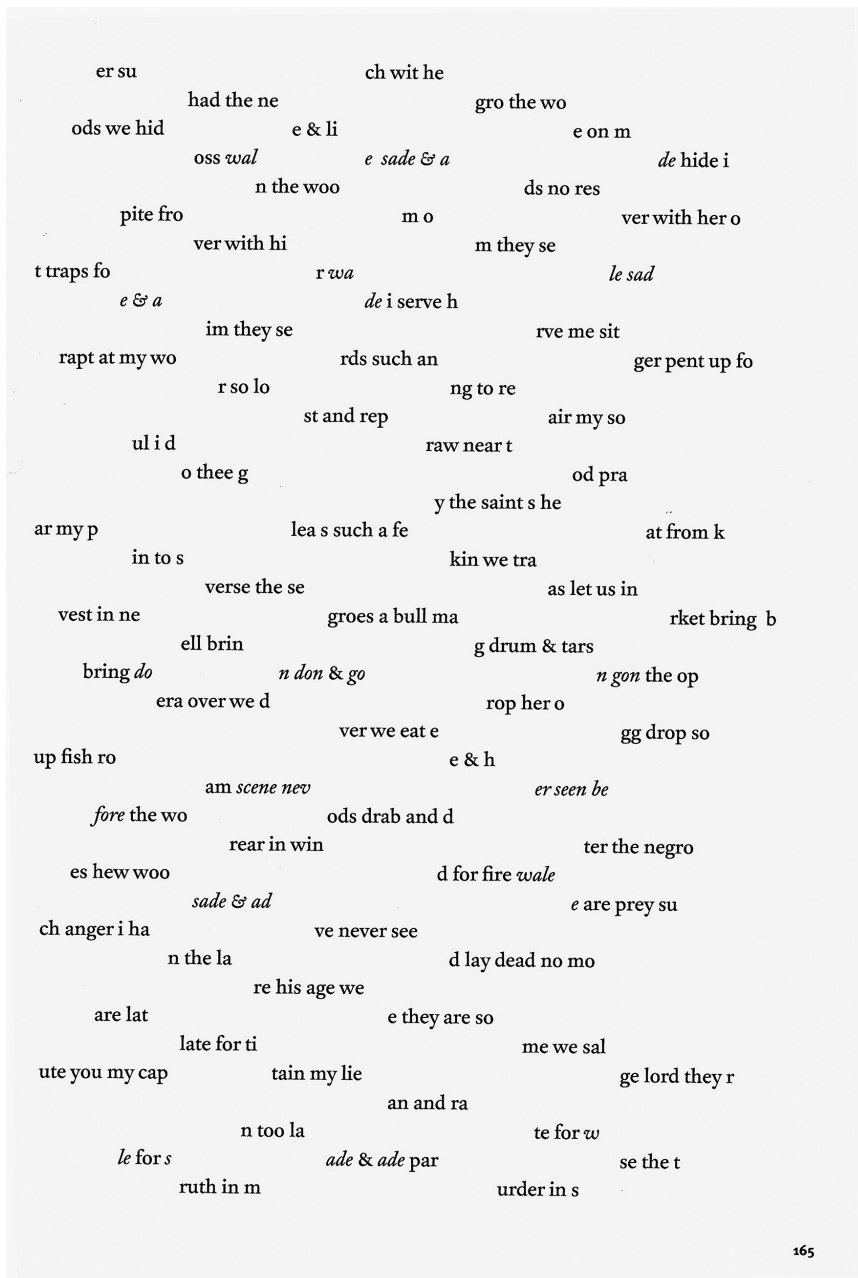 er su ch wit he
had the ne gro the wo
ods we hid e & li e on m
oss wal e sade & a de hide i
n the woo ds no res
pite fro m o ver with her o
ver with hi m they se
t traps fo r wa le sad
e & a de i serve h
im they se rve me sit
rapt at my wo rds such an ger pent up fo
r so lo ng to re
st and rep air my so
ul i d raw near t
o thee g od pra
y the saint s he
ar my p lea s such a fe at from k
in to s kin we tra
verse the se as let us in
vest in ne groes a bull ma rket bring b
ell brin g drum & tars
bring do n don & go n gon the op
era over we d rop her o
ver we eat e gg drop so
up fish ro e & h
am scene nev er seen be
fore the wo ods drab and d
rear in win ter the negro
es hew woo d for fire wale
sade & ad e are prey su
ch anger i ha ve never see
n the la d lay dead no mo
re his age we
are lat e they are so
late for ti me we sal
ute you my cap tain my lie ge lord they r
an and ra
n too la te for w
le for s ade & ade par se the t
ruth in m urder in s
165